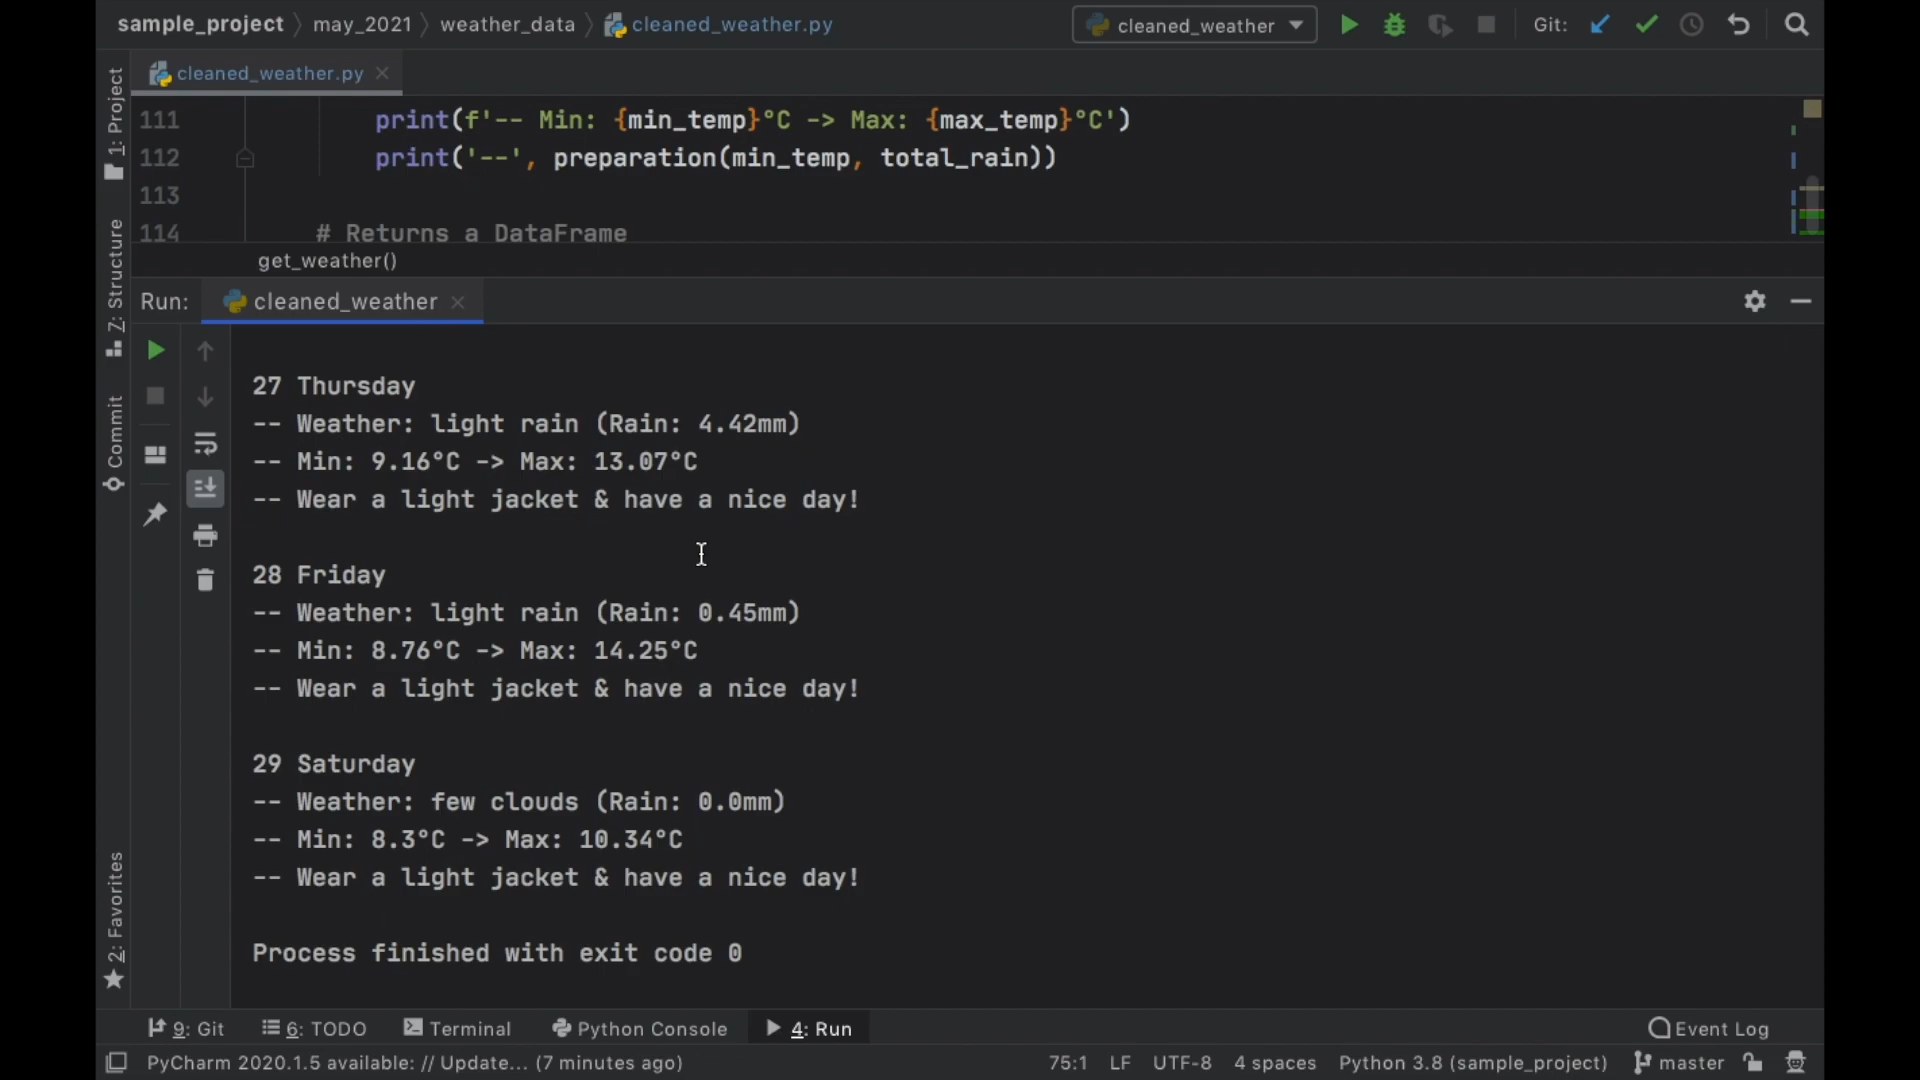 sample_project 〉 may_2021 〉 weather_data 〉 cleaned_weather.py
cleaned_weather
Git:
cleaned_weather.py
1: Project
Z: Structure
Commit
2: Favorites
111 print(f'-- Min: {min_temp}°C -> Max: {max_temp}°C')
112 print('--', preparation(min_temp, total_rain))
113
114 # Returns a DataFrame
get_weather()
Run: cleaned_weather
27 Thursday
-- Weather: light rain (Rain: 4.42mm)
-- Min: 9.16°C -> Max: 13.07°C
-- Wear a light jacket & have a nice day!
28 Friday
-- Weather: light rain (Rain: 0.45mm)
-- Min: 8.76°C -> Max: 14.25°C
-- Wear a light jacket & have a nice day!
29 Saturday
-- Weather: few clouds (Rain: 0.0mm)
-- Min: 8.3°C -> Max: 10.34°C
-- Wear a light jacket & have a nice day!
Process finished with exit code 0
9: Git 6: TODO Terminal Python Console 4: Run Event Log
PyCharm 2020.1.5 available: // Update... (7 minutes ago) 75:1 LF UTF-8 4 spaces Python 3.8 (sample_project) master